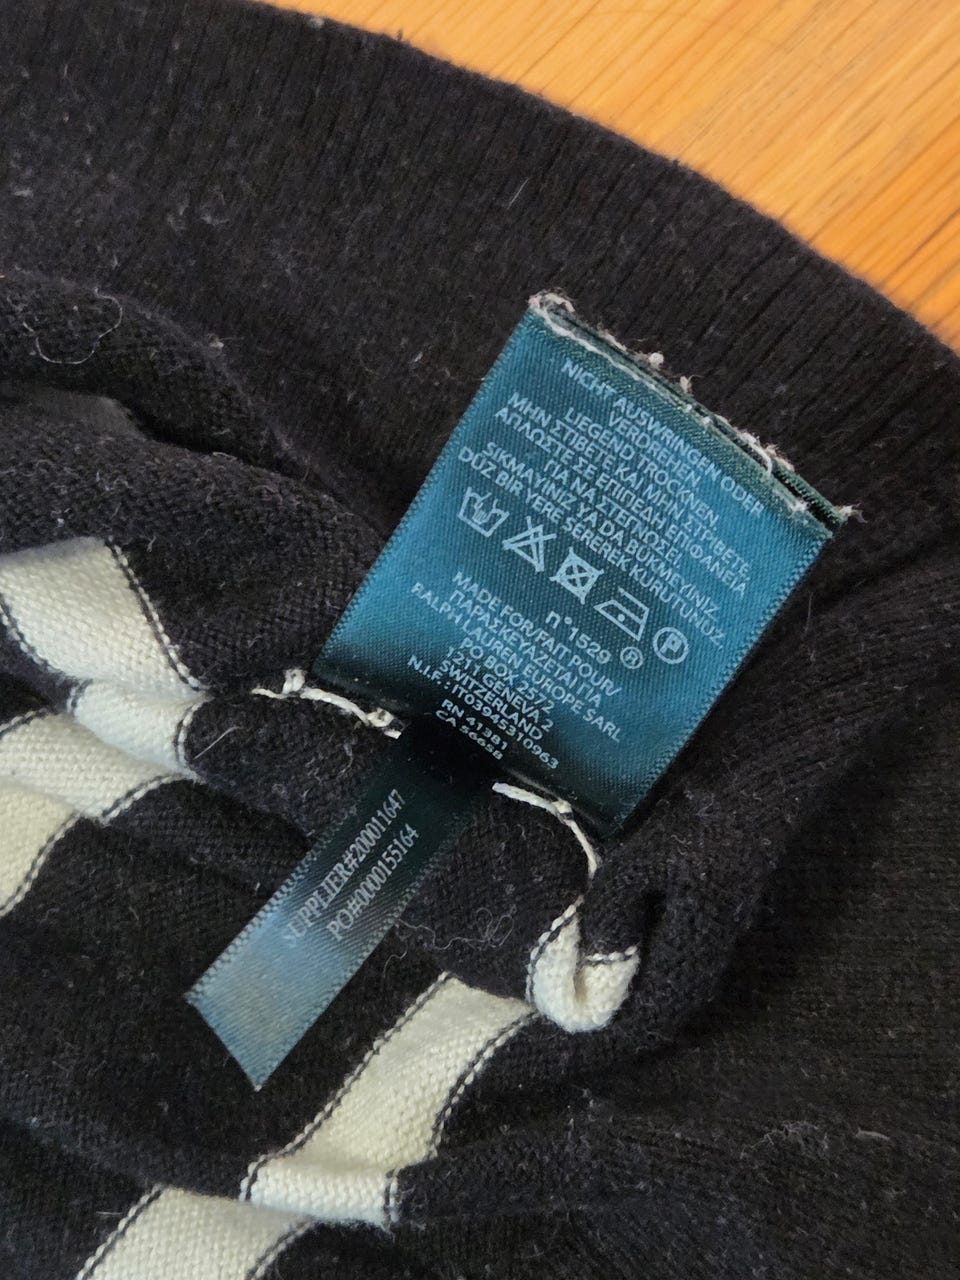 NICHT AUSWRINGEN ODER
VERDREHEN.
LIEGEND TROCKNEN.
ΜΗΝ ΣΤΙΒΕΤΕ ΚΑΙ ΜΗΝ ΣΤΡΙΒΕΤΕ.
ΑΠΛΩΣΤΕ ΣΕ ΕΠΙΠΕΔΗ ΕΠΙΦΑΝΕΙΑ
ΓΙΑ ΝΑ ΣΤΕΓΝΩΣΕΙ.
SIKMAYINIZ YA DA BÜKMEYINIZ.
DÜZ BIR YERE SEREREK KURUTUNUZ.
P
n°1529 ®
MADE FOR/FAIT POUR/
ΠΑΡΑΣΚΕΥΑΖΕΤΑΙ ΓΙΑ
RALPH LAUREN EUROPE SARL
PO BOX 2572
1211 GENEVA 2
SWITZERLAND
N.I.F.: IT03945310963
RN 41381
CA 56658
SUPPLIER#200011647
PO#0000155164